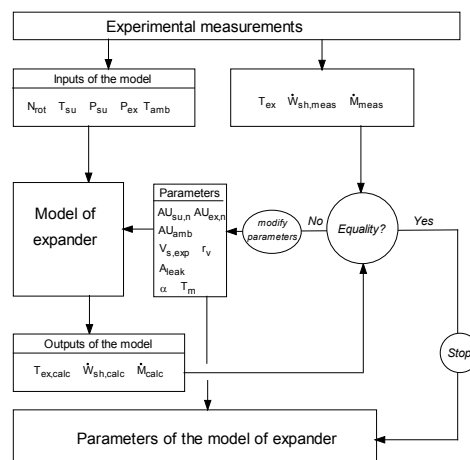 Experimental measurements
Inputs of the model
N_rot T_su P_su P_ex T_amb
T_ex Ẇ_sh,meas Ṁ_meas
Parameters
AU_su,n AU_ex,n
AU_amb
V_s,exp r_v
A_leak
α T_m
Model of
expander
modify
parameters
No
Equality?
Yes
Stop
Outputs of the model
T_ex,calc Ẇ_sh,calc Ṁ_calc
Parameters of the model of expander